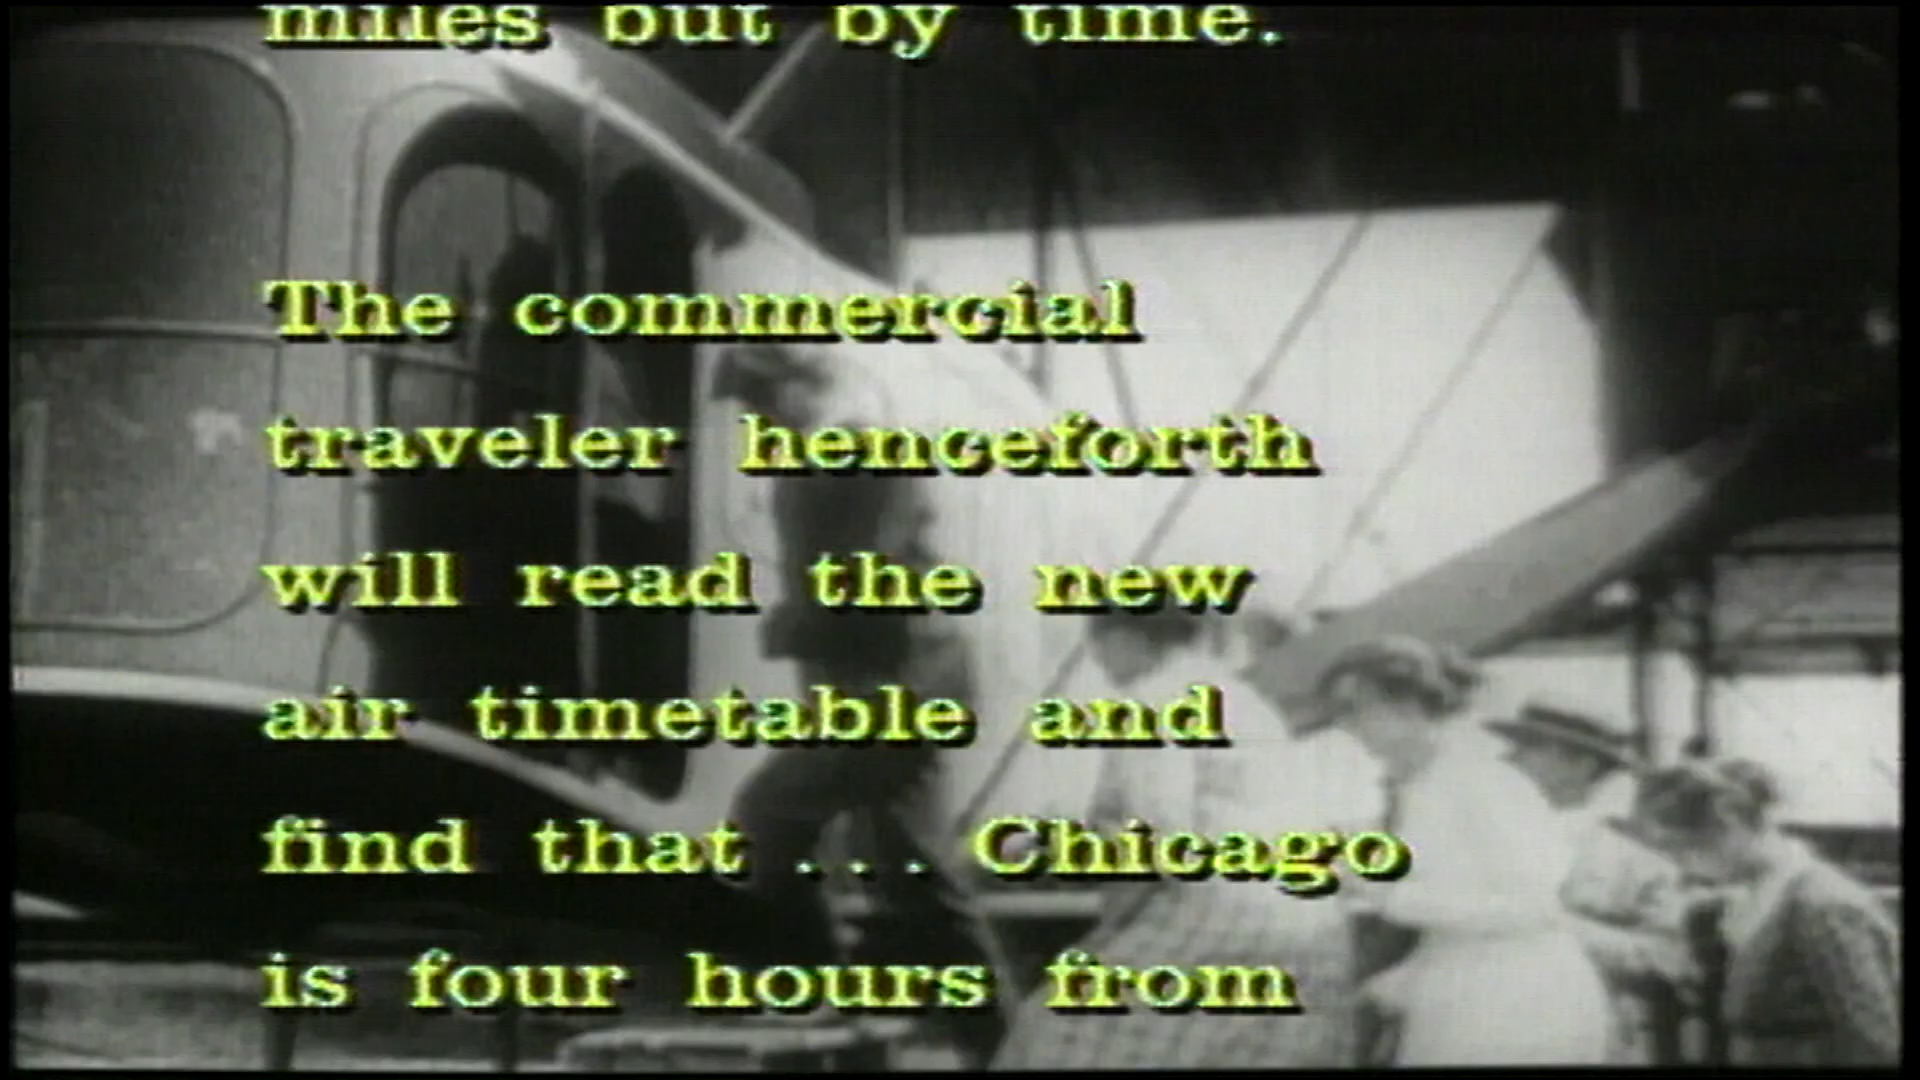 miles but by time.
The commercial
traveler henceforth
will read the new
air timetable and
find that ... Chicago
is four hours from